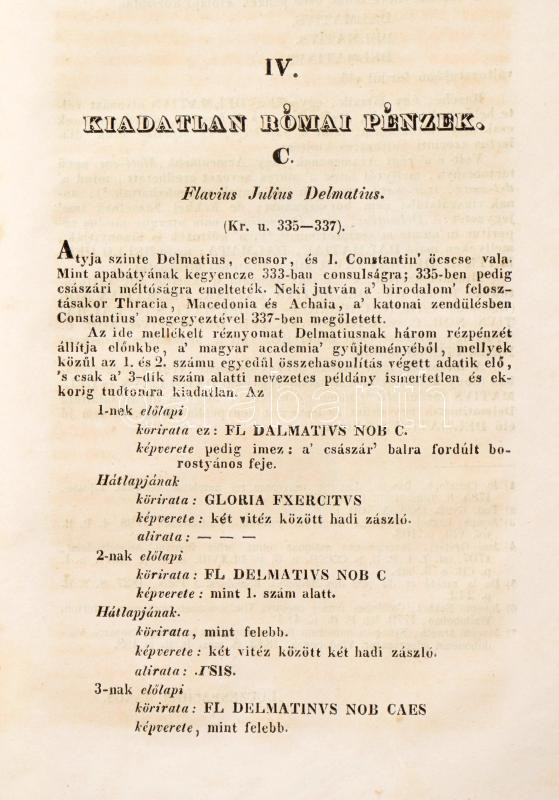 IV.
KIADATLAN RÓMAI PÉNZEK.
C.
Flavius Julius Delmatius.
(Kr. u. 335—337).
Atyja szinte Delmatius, censor, és I. Constantin' öcscse vala.
Mint apabátyának kegyencze 333-ban consulságra; 335-ben pedig
császári méltóságra emelteték. Neki jutván a' birodalom' felosz-
tásakor Thracia, Macedonia és Achaia, a' katonai zendülésben
Constantius' megegyeztével 337-ben megöletett.
Az ide mellékelt réznyomat Delmatiusnak három rézpénzét
állítja előnkbe, a' magyar academia' gyűjteményéből, mellyek
közűl az 1. és 2. számu egyedűl összehasonlítás végett adatik elő,
's csak a' 3-dik szám alatti nevezetes példány ismertetlen és ek-
korig tudtomra kiadatlan. Az
1-nek előlapi
korirata ez: FL DALMATIVS NOB C.
képverete pedig imez: a' császár' balra fordúlt bo-
rostyános feje.
Hátlapjának
körirata: GLORIA FXERCITVS
képverete: két vitéz között hadi zászló.
alirata: — — —
2-nak előlapi
körirata: FL DELMATIVS NOB C
képverete: mint 1. szám alatt.
Hátlapjának.
körirata, mint felebb.
képverete: két vitéz között két hadi zászló.
alirata: .ΓSIS.
3-nak előlapi
körirata: FL DELMATINVS NOB CAES
képverete, mint felebb.